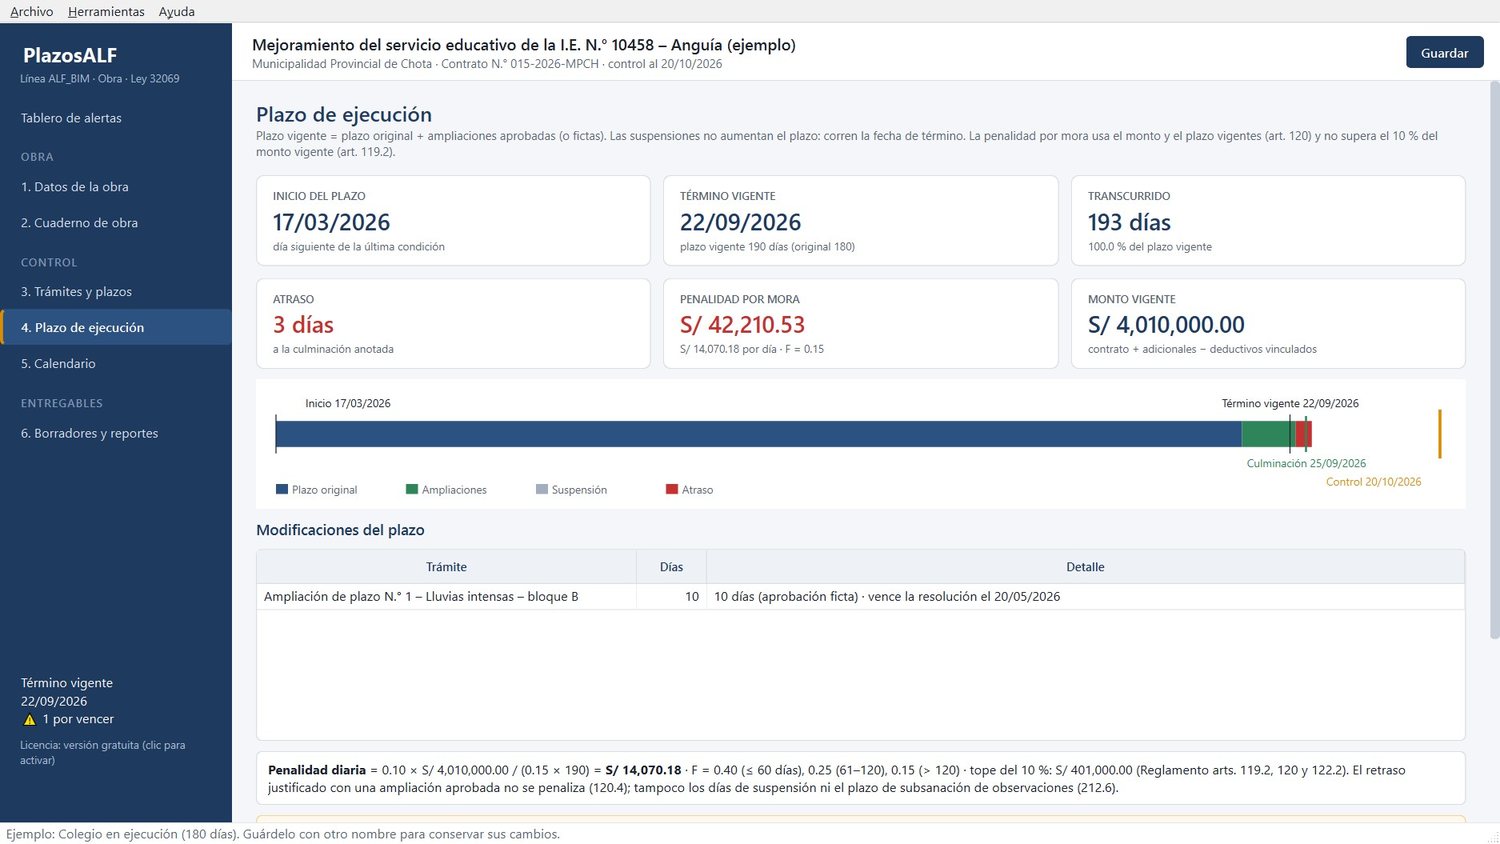 Archivo Herramientas Ayuda
PlazosALF
Línea ALF_BIM · Obra · Ley 32069
Tablero de alertas
OBRA
1. Datos de la obra
2. Cuaderno de obra
CONTROL
3. Trámites y plazos
4. Plazo de ejecución
5. Calendario
ENTREGABLES
6. Borradores y reportes
Término vigente
22/09/2026
1 por vencer
Licencia: versión gratuita (clic para
activar)
Mejoramiento del servicio educativo de la I.E. N.° 10458 – Anguía (ejemplo)
Municipalidad Provincial de Chota · Contrato N.° 015-2026-MPCH · control al 20/10/2026
Guardar
Plazo de ejecución
Plazo vigente = plazo original + ampliaciones aprobadas (o fictas). Las suspensiones no aumentan el plazo: corren la fecha de término. La penalidad por mora usa el monto y el plazo vigentes (art. 120) y no supera el 10 % del
monto vigente (art. 119.2).
INICIO DEL PLAZO
17/03/2026
día siguiente de la última condición
TÉRMINO VIGENTE
22/09/2026
plazo vigente 190 días (original 180)
TRANSCURRIDO
193 días
100.0 % del plazo vigente
ATRASO
3 días
a la culminación anotada
PENALIDAD POR MORA
S/ 42,210.53
S/ 14,070.18 por día · F = 0.15
MONTO VIGENTE
S/ 4,010,000.00
contrato + adicionales − deductivos vinculados
Inicio 17/03/2026
Término vigente 22/09/2026
Culminación 25/09/2026
Control 20/10/2026
Plazo original
Ampliaciones
Suspensión
Atraso
Modificaciones del plazo
Trámite Días Detalle
Ampliación de plazo N.° 1 – Lluvias intensas – bloque B 10 10 días (aprobación ficta) · vence la resolución el 20/05/2026
Penalidad diaria = 0.10 × S/ 4,010,000.00 / (0.15 × 190) = S/ 14,070.18 · F = 0.40 (≤ 60 días), 0.25 (61–120), 0.15 (> 120) · tope del 10 %: S/ 401,000.00 (Reglamento arts. 119.2, 120 y 122.2). El retraso
justificado con una ampliación aprobada no se penaliza (120.4); tampoco los días de suspensión ni el plazo de subsanación de observaciones (212.6).
Ejemplo: Colegio en ejecución (180 días). Guárdelo con otro nombre para conservar sus cambios.